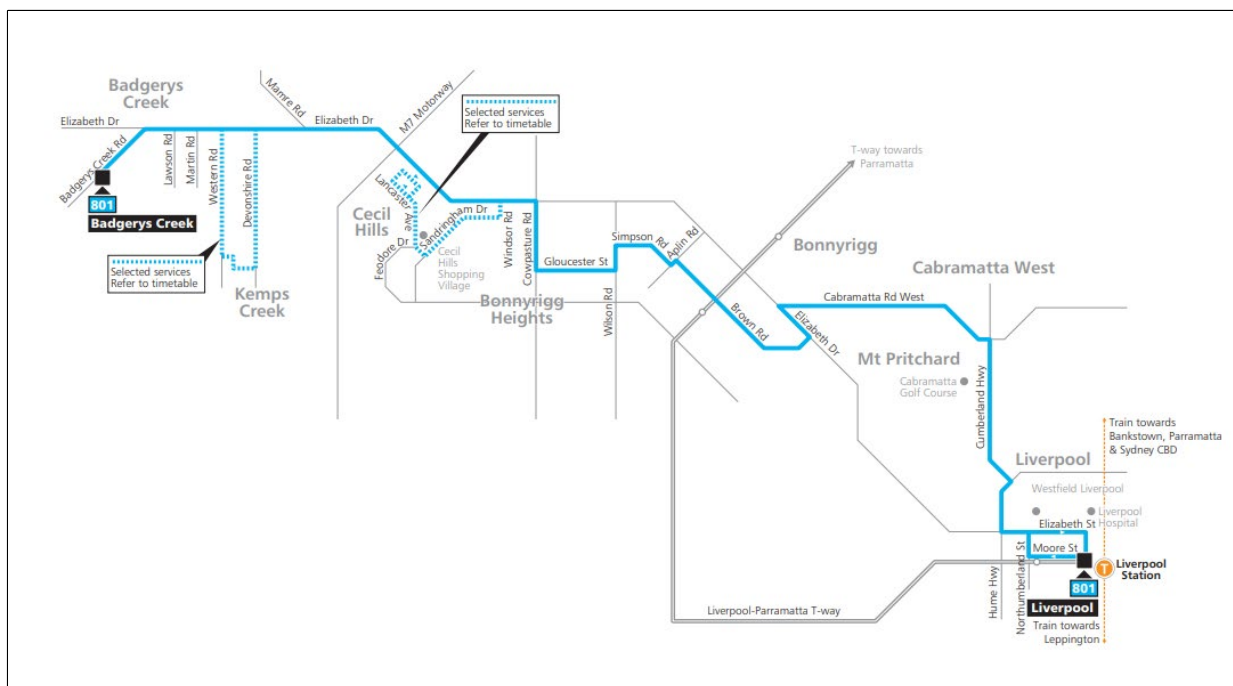 Badgerys
Creek
Elizabeth Dr
Mamre Rd
Elizabeth Dr
M7 Motorway
Selected services
Refer to timetable
Badgerys Creek Rd
Lawson Rd
Martin Rd
Western Rd
Devonshire Rd
801
Badgerys Creek
Selected services
Refer to timetable
Kemps
Creek
Lancaster
Ave
Cecil
Hills
Sandringham Dr
Feodore Dr
Cecil
Hills
Shopping
Village
Windsor Rd
Cowpasture Rd
Gloucester St
Bonnyrigg
Heights
Simpson
Rd
Aplin Rd
Wilson Rd
T-way towards
Parramatta
Bonnyrigg
Brown Rd
Elizabeth Dr
Cabramatta West
Cabramatta Rd West
Mt Pritchard
Cabramatta
Golf Course
Cumberland Hwy
Train towards
Bankstown, Parramatta
& Sydney CBD
Liverpool
Westfield Liverpool
Liverpool
Hospital
Elizabeth St
Moore St
T
Liverpool
Station
801
Liverpool
Hume Hwy
Northumberland St
Train towards
Leppington
Liverpool-Parramatta T-way